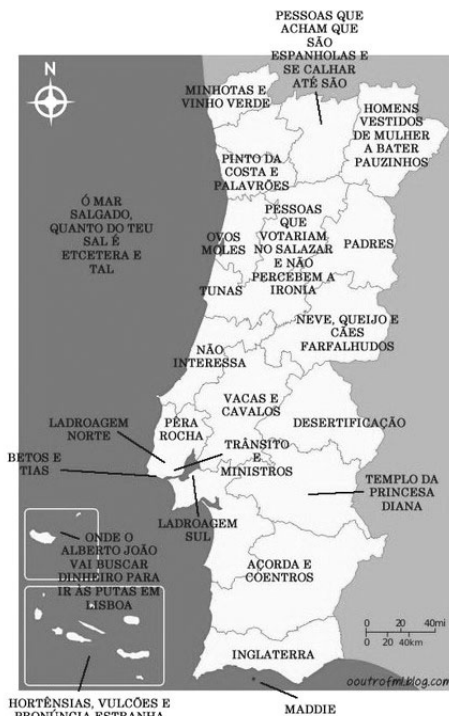 PESSOAS QUE
ACHAM QUE
SÃO
ESPANHOLAS E
SE CALHAR
ATÉ SÃO
N
MINHOTAS E
VINHO VERDE
HOMENS
VESTIDOS
DE MULHER
A BATER
PAUZINHOS
PINTO DA
COSTA E
PALAVRÕES
Ó MAR
SALGADO,
QUANTO DO TEU
SAL É
ETCETERA E
TAL
OVOS
MOLES
PESSOAS
QUE
VOTARIAM
NO SALAZAR
E NÃO
PERCEBEM A
IRONIA
PADRES
TUNAS
NEVE, QUEIJO E
CÃES
FARFALHUDOS
NÃO
INTERESSA
VACAS E
CAVALOS
PÊRA
ROCHA
DESERTIFICAÇÃO
LADROAGEM
NORTE
TRÂNSITO
E
MINISTROS
BETOS E
TIAS
TEMPLO DA
PRINCESA
DIANA
LADROAGEM
SUL
ONDE O
ALBERTO JOÃO
VAI BUSCAR
DINHEIRO PARA
IR ÀS PUTAS EM
LISBOA
AÇORDA E
COENTROS
0 20 40mi
0 20 40km
INGLATERRA
ooutrofml.blog.com
MADDIE
HORTÊNSIAS, VULCÕES E
PRONÚNCIA ESTRANHA